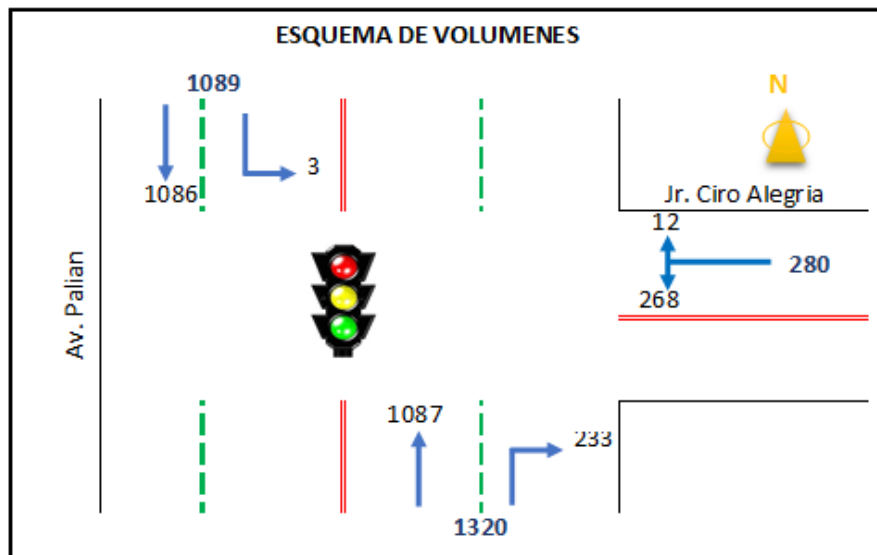 ESQUEMA DE VOLUMENES
1089
N
3
1086
Jr. Ciro Alegria
12
280
268
Av. Palian
1087
233
1320